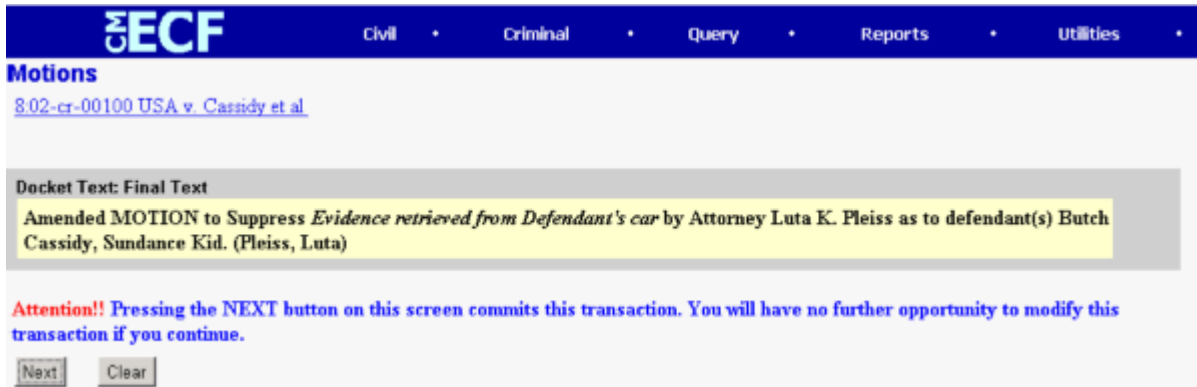 CM ECF Civil • Criminal • Query • Reports • Utilities •
Motions
8:02-cr-00100 USA v. Cassidy et al
Docket Text: Final Text
Amended MOTION to Suppress Evidence retrieved from Defendant's car by Attorney Luta K. Pleiss as to defendant(s) Butch
Cassidy, Sundance Kid. (Pleiss, Luta)
Attention!! Pressing the NEXT button on this screen commits this transaction. You will have no further opportunity to modify this
transaction if you continue.
Next Clear